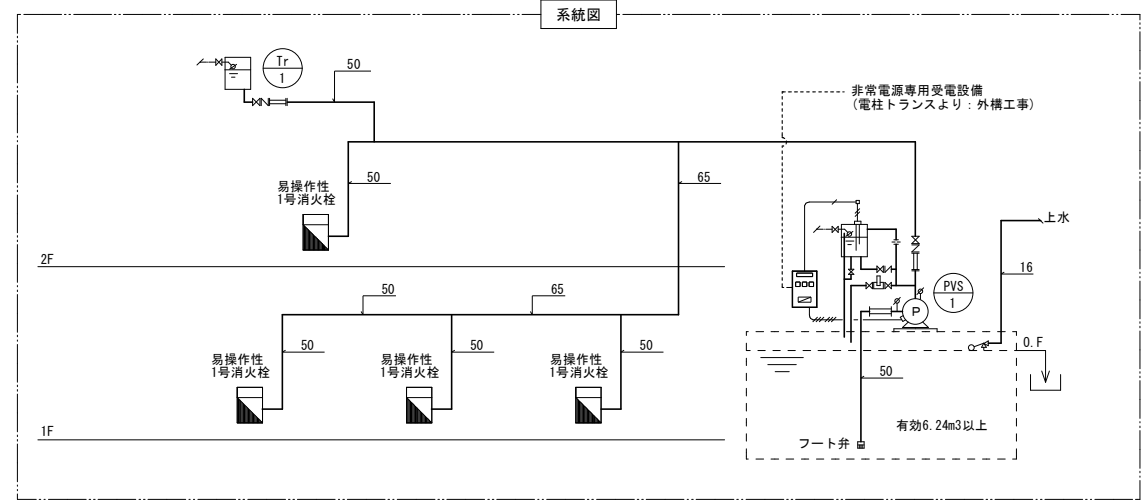 系統図
Tr
1
50
非常電源専用受電設備
(電柱トランスより：外構工事)
50
65
易操作性
1号消火栓
上水
2F
16
50
65
PVS
1
P
50
50
50
O.F
易操作性
1号消火栓
易操作性
1号消火栓
易操作性
1号消火栓
50
有効6.24m3以上
1F
フート弁